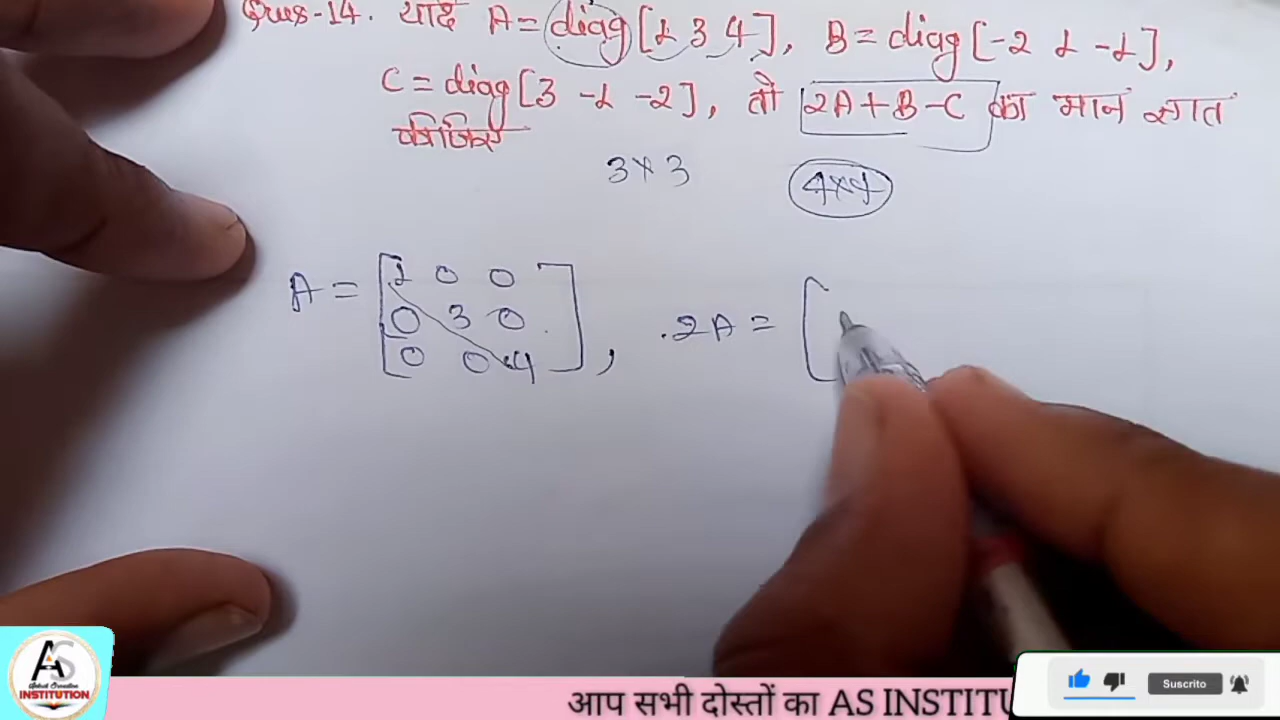 Ques-14. यदि A = diag [1 3 4], B = diag [-2 1 -1],
C = diag [3 -1 -2], तो 2A + B - C का मान ज्ञात
कीजिए
3 × 3 4×4
A = [1 0 0
0 3 0
0 0 4] , 2A = [
AS
INSTITUTION
आप सभी दोस्तों का AS INSTITU
Suscrito